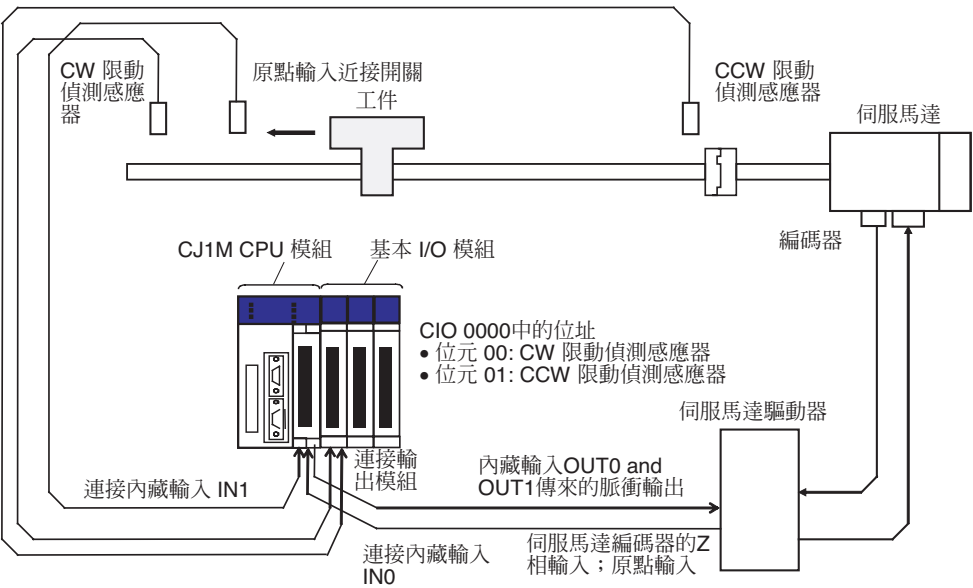 CW 限動
偵測感應
器
原點輸入近接開關
工件
CCW 限動
偵測感應器
伺服馬達
編碼器
CJ1M CPU 模組
基本 I/O 模組
CIO 0000中的位址
• 位元 00: CW 限動偵測感應器
• 位元 01: CCW 限動偵測感應器
伺服馬達驅動器
連接輸
出模組
連接內藏輸入 IN1
內藏輸入OUT0 and
OUT1傳來的脈衝輸出
連接內藏輸入
IN0
伺服馬達編碼器的Z
相輸入；原點輸入